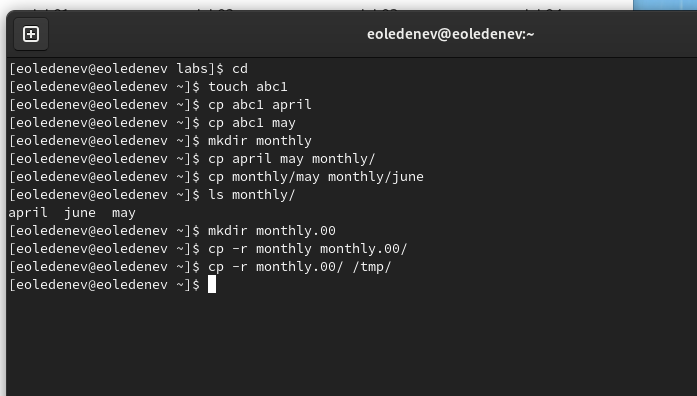 eoledenev@eoledenev:~
[eoledenev@eoledenev labs]$ cd
[eoledenev@eoledenev ~]$ touch abc1
[eoledenev@eoledenev ~]$ cp abc1 april
[eoledenev@eoledenev ~]$ cp abc1 may
[eoledenev@eoledenev ~]$ mkdir monthly
[eoledenev@eoledenev ~]$ cp april may monthly/
[eoledenev@eoledenev ~]$ cp monthly/may monthly/june
[eoledenev@eoledenev ~]$ ls monthly/
april  june  may
[eoledenev@eoledenev ~]$ mkdir monthly.00
[eoledenev@eoledenev ~]$ cp -r monthly monthly.00/
[eoledenev@eoledenev ~]$ cp -r monthly.00/ /tmp/
[eoledenev@eoledenev ~]$